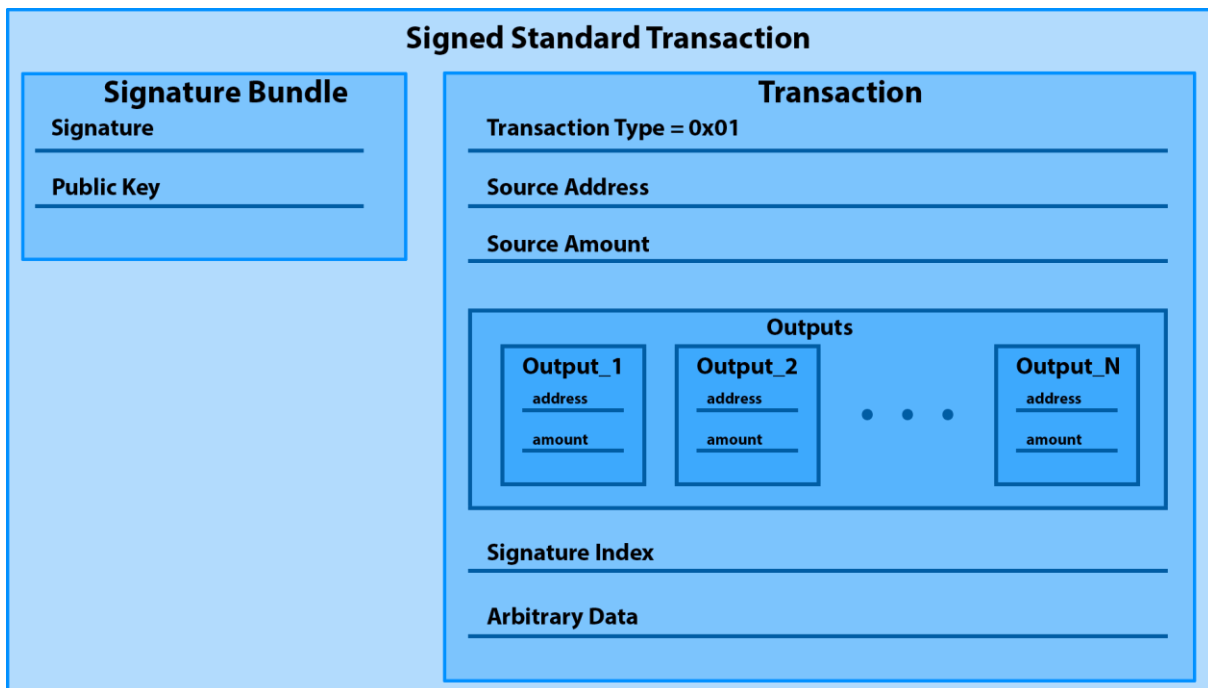 Signed Standard Transaction
Signature Bundle
Signature
Public Key
Transaction
Transaction Type = 0x01
Source Address
Source Amount
Outputs
Output_1
address
amount
Output_2
address
amount
Output_N
address
amount
Signature Index
Arbitrary Data